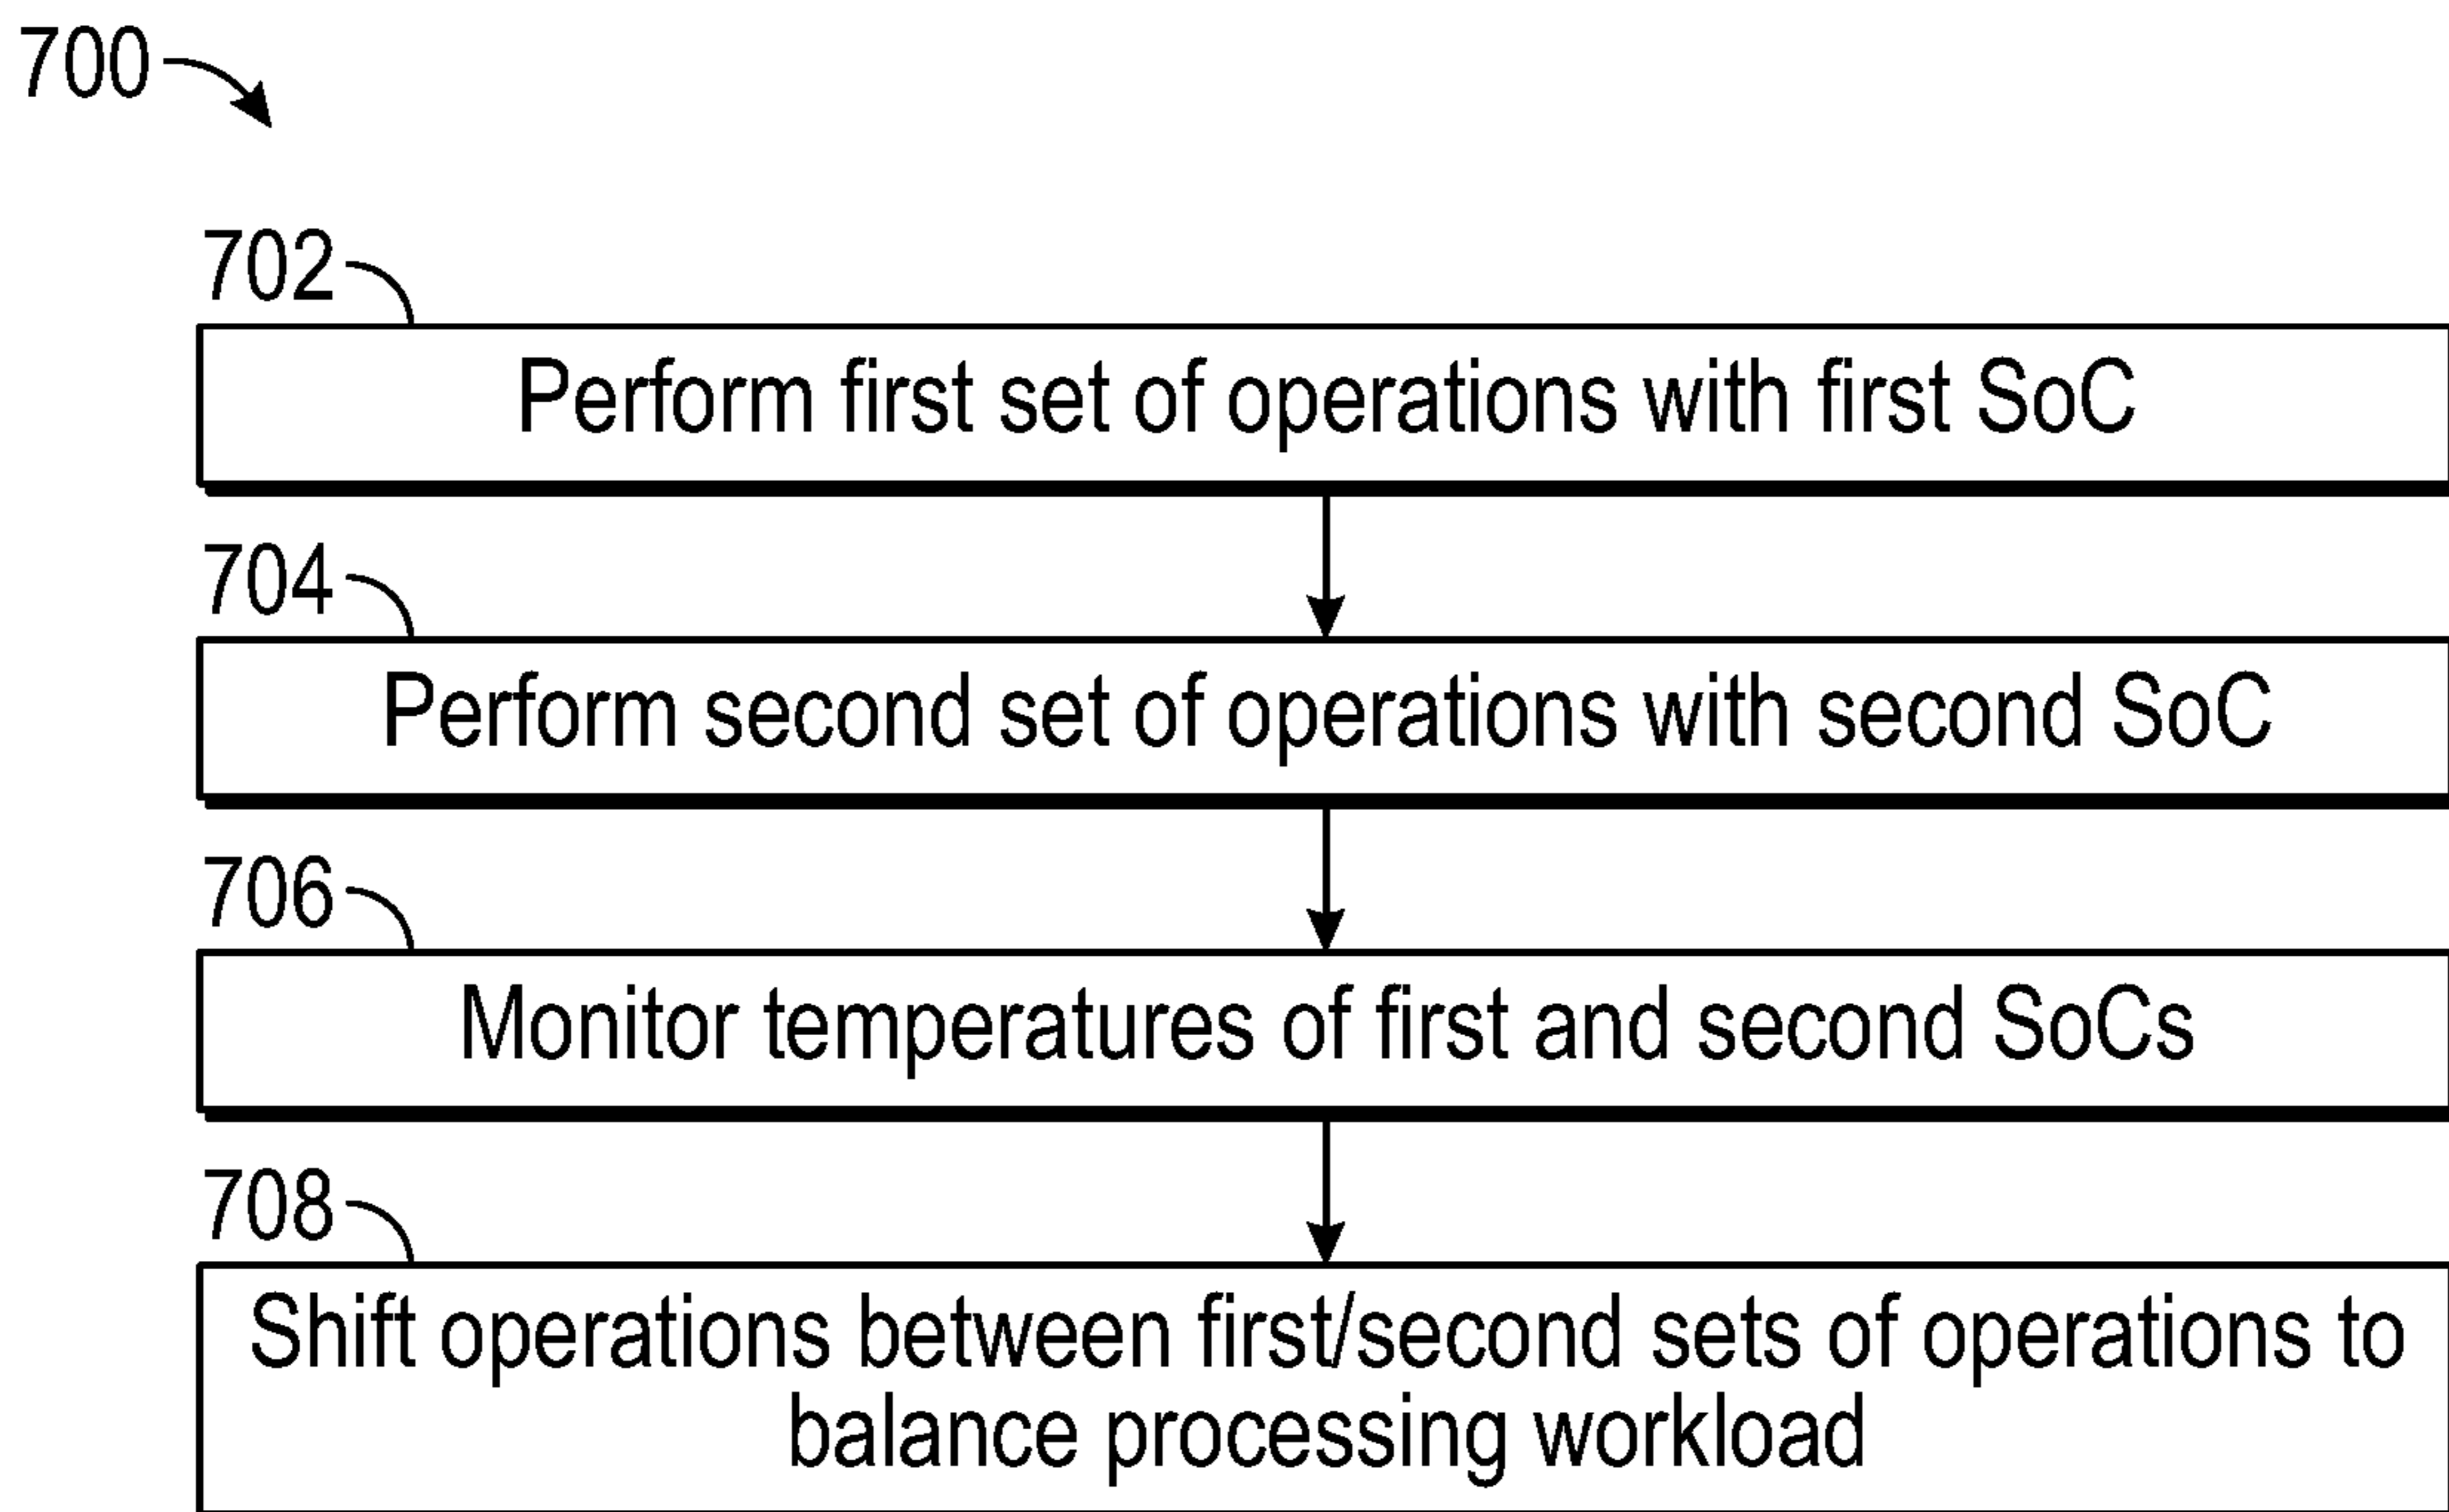 700
702
Perform first set of operations with first SoC
704
Perform second set of operations with second SoC
706
Monitor temperatures of first and second SoCs
708
Shift operations between first/second sets of operations to
balance processing workload